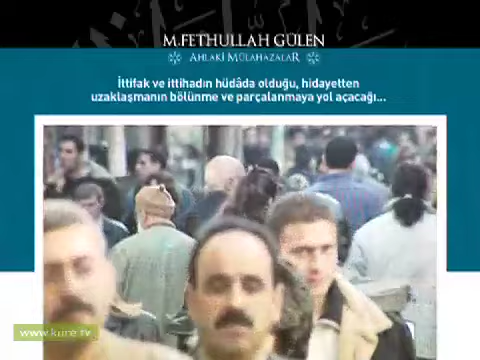 M.FETHULLAH GÜLEN
AHLAKİ MÜLAHAZALAR
İttifak ve ittihadın hüdâda olduğu, hidayetten
uzaklaşmanın bölünme ve parçalanmaya yol açacağı...
www.kure.tv